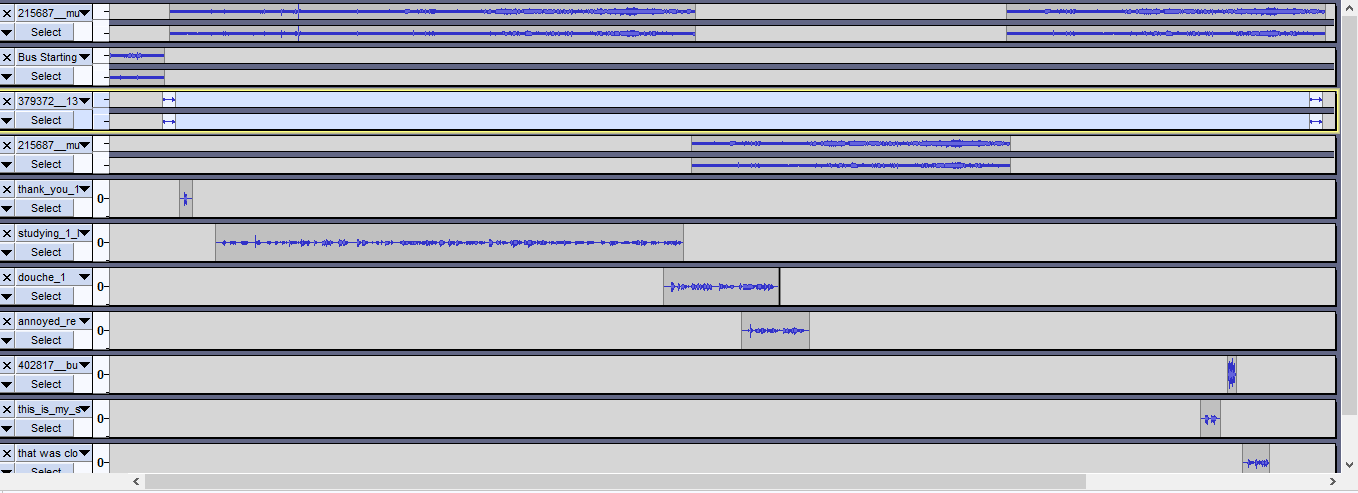 215687__mu
Select
Bus Starting
Select
379372__13
Select
215687__mu
Select
thank_you_1
Select
0
studying_1_
Select
0
douche_1
Select
0
annoyed_re
Select
0
402817__bu
Select
0
this_is_my_s
Select
0
that was clo
Select
0